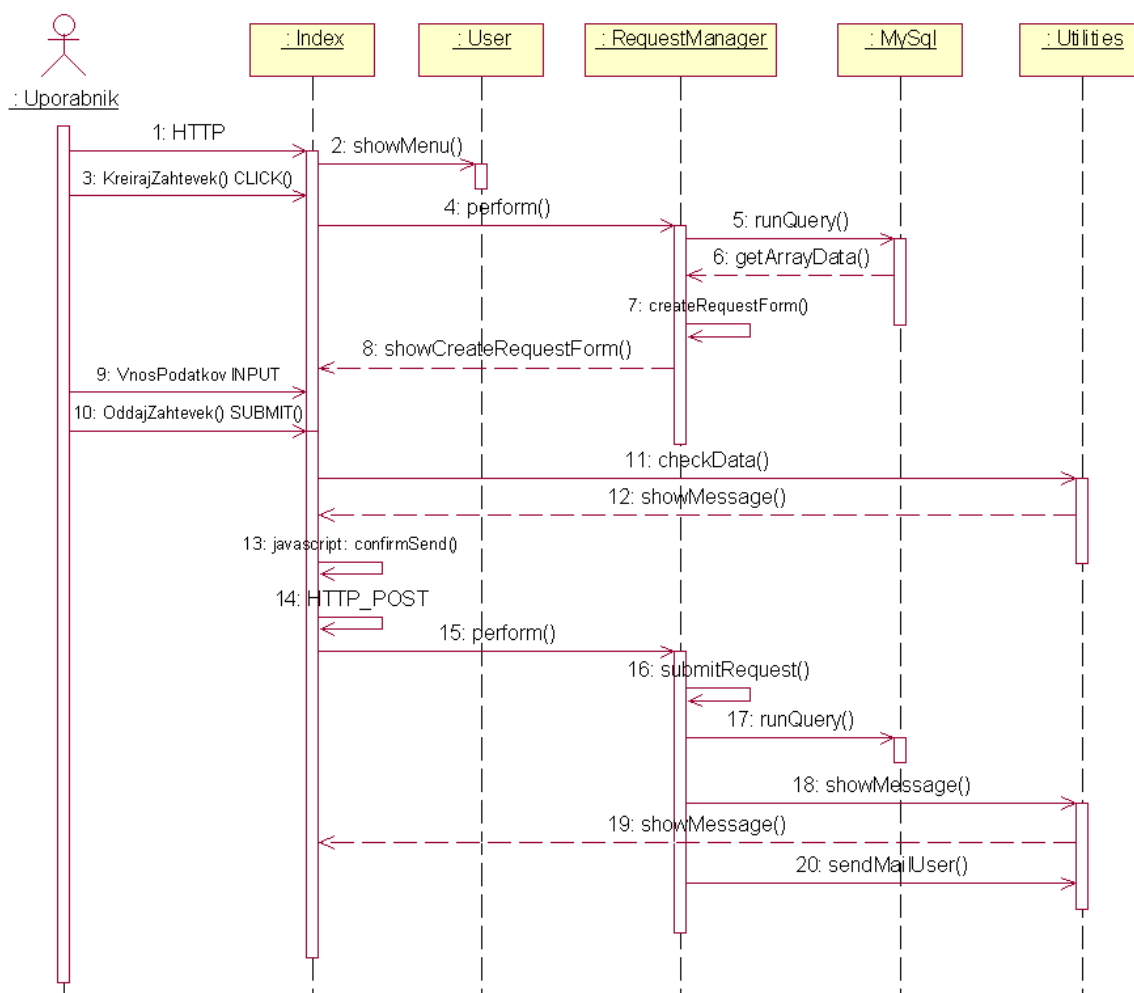 : Index
: User
: RequestManager
: MySql
: Utilities
: Uporabnik
1: HTTP
2: showMenu()
3: KreirajZahtevek() CLICK()
4: perform()
5: runQuery()
6: getArrayData()
7: createRequestForm()
8: showCreateRequestForm()
9: VnosPodatkov INPUT
10: OddajZahtevek() SUBMIT()
11: checkData()
12: showMessage()
13: javascript: confirmSend()
14: HTTP_POST
15: perform()
16: submitRequest()
17: runQuery()
18: showMessage()
19: showMessage()
20: sendMailUser()